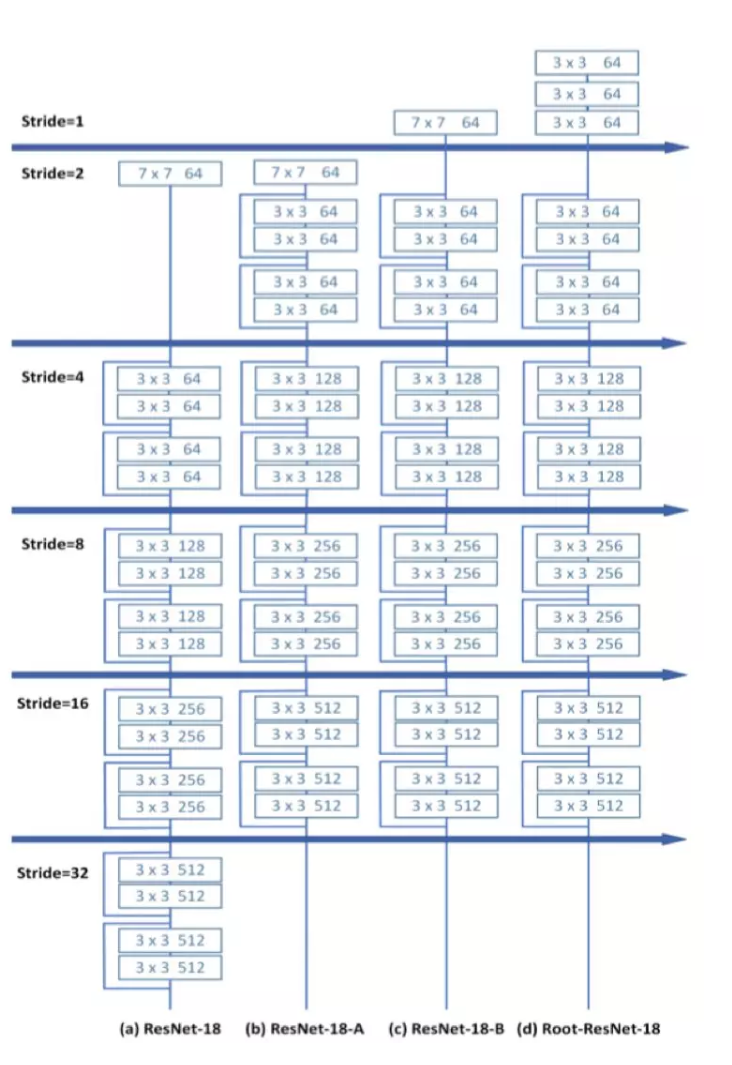 3 x 3 64
3 x 3 64
Stride=1 7 x 7 64 3 x 3 64
Stride=2 7 x 7 64 7 x 7 64
3 x 3 64 3 x 3 64 3 x 3 64
3 x 3 64 3 x 3 64 3 x 3 64
3 x 3 64 3 x 3 64 3 x 3 64
3 x 3 64 3 x 3 64 3 x 3 64
Stride=4 3 x 3 64 3 x 3 128 3 x 3 128 3 x 3 128
3 x 3 64 3 x 3 128 3 x 3 128 3 x 3 128
3 x 3 64 3 x 3 128 3 x 3 128 3 x 3 128
3 x 3 64 3 x 3 128 3 x 3 128 3 x 3 128
Stride=8 3 x 3 128 3 x 3 256 3 x 3 256 3 x 3 256
3 x 3 128 3 x 3 256 3 x 3 256 3 x 3 256
3 x 3 128 3 x 3 256 3 x 3 256 3 x 3 256
3 x 3 128 3 x 3 256 3 x 3 256 3 x 3 256
Stride=16 3 x 3 256 3 x 3 512 3 x 3 512 3 x 3 512
3 x 3 256 3 x 3 512 3 x 3 512 3 x 3 512
3 x 3 256 3 x 3 512 3 x 3 512 3 x 3 512
3 x 3 256 3 x 3 512 3 x 3 512 3 x 3 512
Stride=32 3 x 3 512
3 x 3 512
3 x 3 512
3 x 3 512
(a) ResNet-18 (b) ResNet-18-A (c) ResNet-18-B (d) Root-ResNet-18